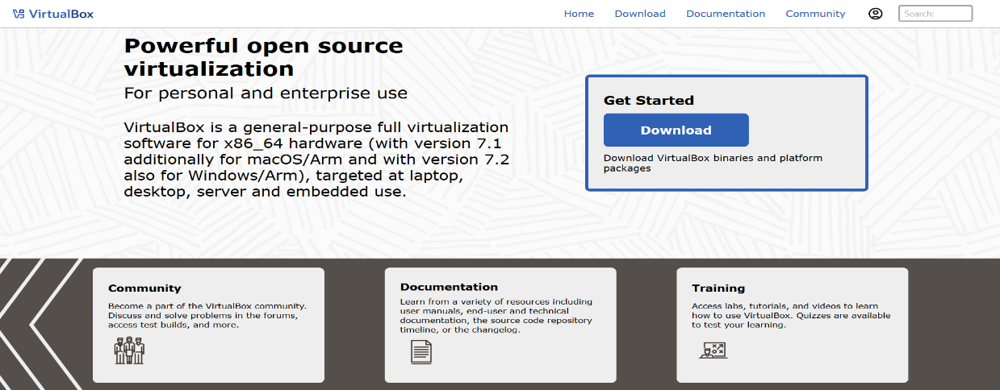 VirtualBox
Home Download Documentation Community Search:
Powerful open source
virtualization
For personal and enterprise use
VirtualBox is a general-purpose full virtualization
software for x86_64 hardware (with version 7.1
additionally for macOS/Arm and with version 7.2
also for Windows/Arm), targeted at laptop,
desktop, server and embedded use.
Get Started
Download
Download VirtualBox binaries and platform
packages
Community
Become a part of the VirtualBox community.
Discuss and solve problems in the forums,
access test builds, and more.
Documentation
Learn from a variety of resources including
user manuals, end-user and technical
documentation, the source code repository
timeline, or the changelog.
Training
Access labs, tutorials, and videos to learn
how to use VirtualBox. Quizzes are available
to test your learning.